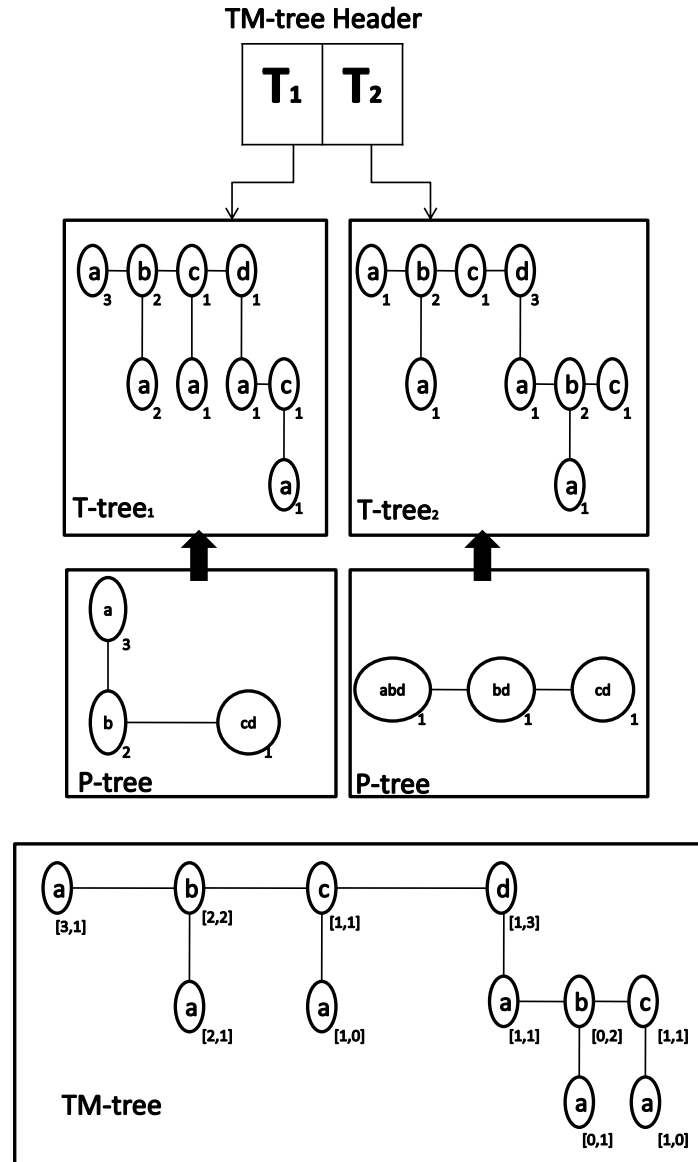 TM-tree Header
T1 T2
a b c d
3 2 1 1
a a a c
2 1 1 1
a
1
T-tree1
a b c d
1 2 1 3
a a b c
1 1 2 1
a
1
T-tree2
a
3
b cd
2 1
P-tree
abd bd cd
1 1 1
P-tree
a b c d
[3,1] [2,2] [1,1] [1,3]
a a a b c
[2,1] [1,0] [1,1] [0,2] [1,1]
TM-tree
a a
[0,1] [1,0]